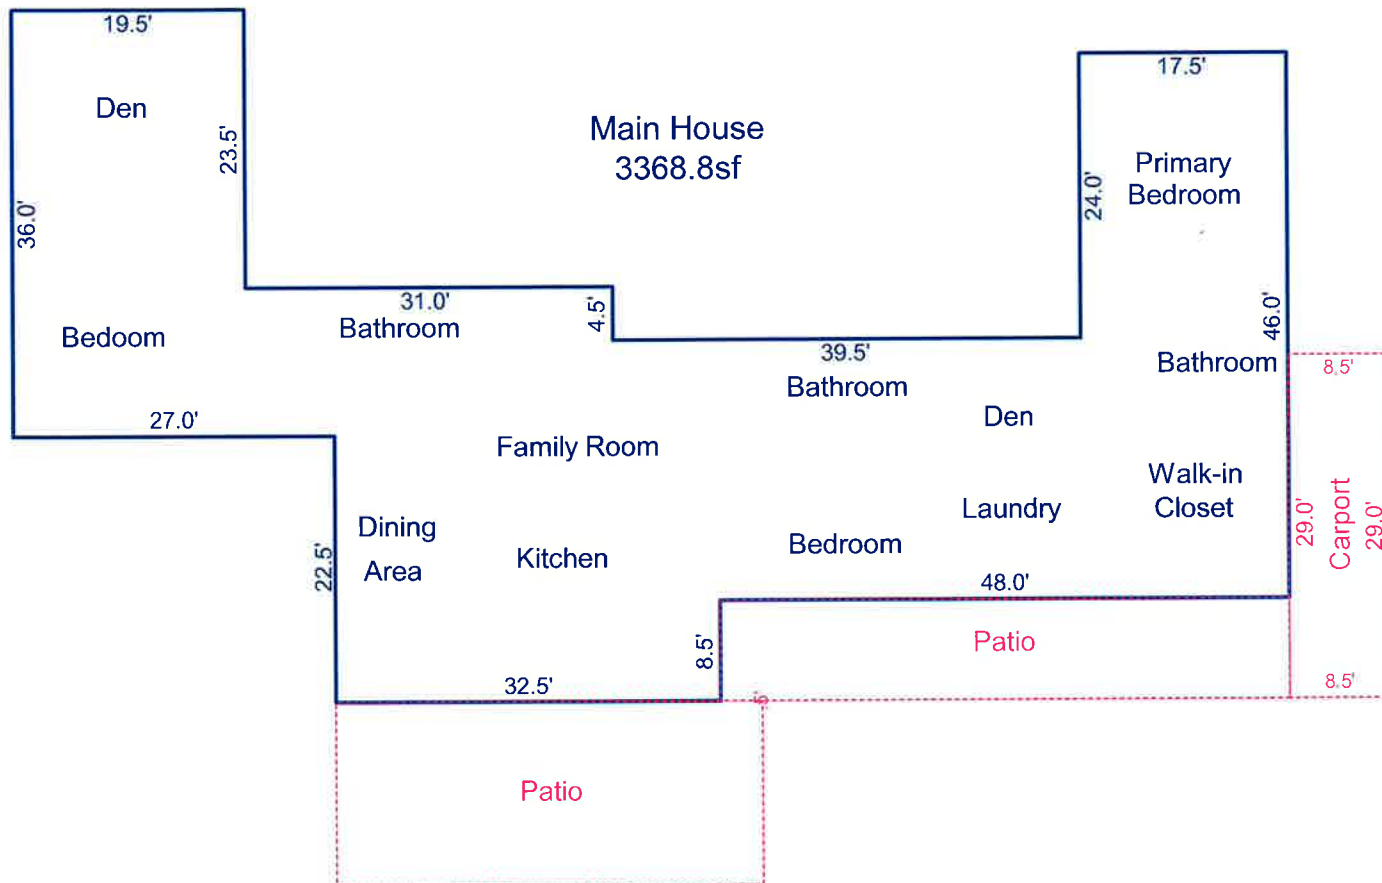 19.5'
17.5'
Den
Main House
3368.8sf
23.5'
Primary
Bedroom
24.0'
36.0'
31.0'
4.5'
46.0'
Bedoom
Bathroom
39.5'
Bathroom
8.5'
Bathroom
27.0'
Den
Family Room
Walk-in
Closet
Laundry
Carport
29.0'
29.0'
Dining
Area
Kitchen
Bedroom
22.5'
48.0'
8.5'
Patio
32.5'
8.5'
Patio